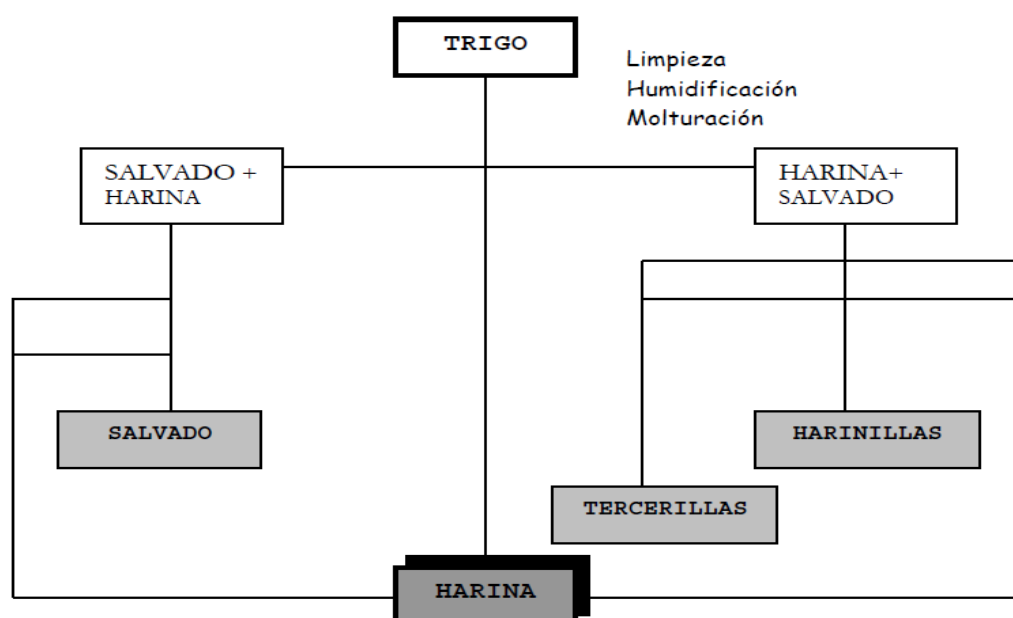 TRIGO
Limpieza
Humidificación
Molturación
SALVADO +
HARINA
HARINA+
SALVADO
SALVADO
HARINILLAS
TERCERILLAS
HARINA